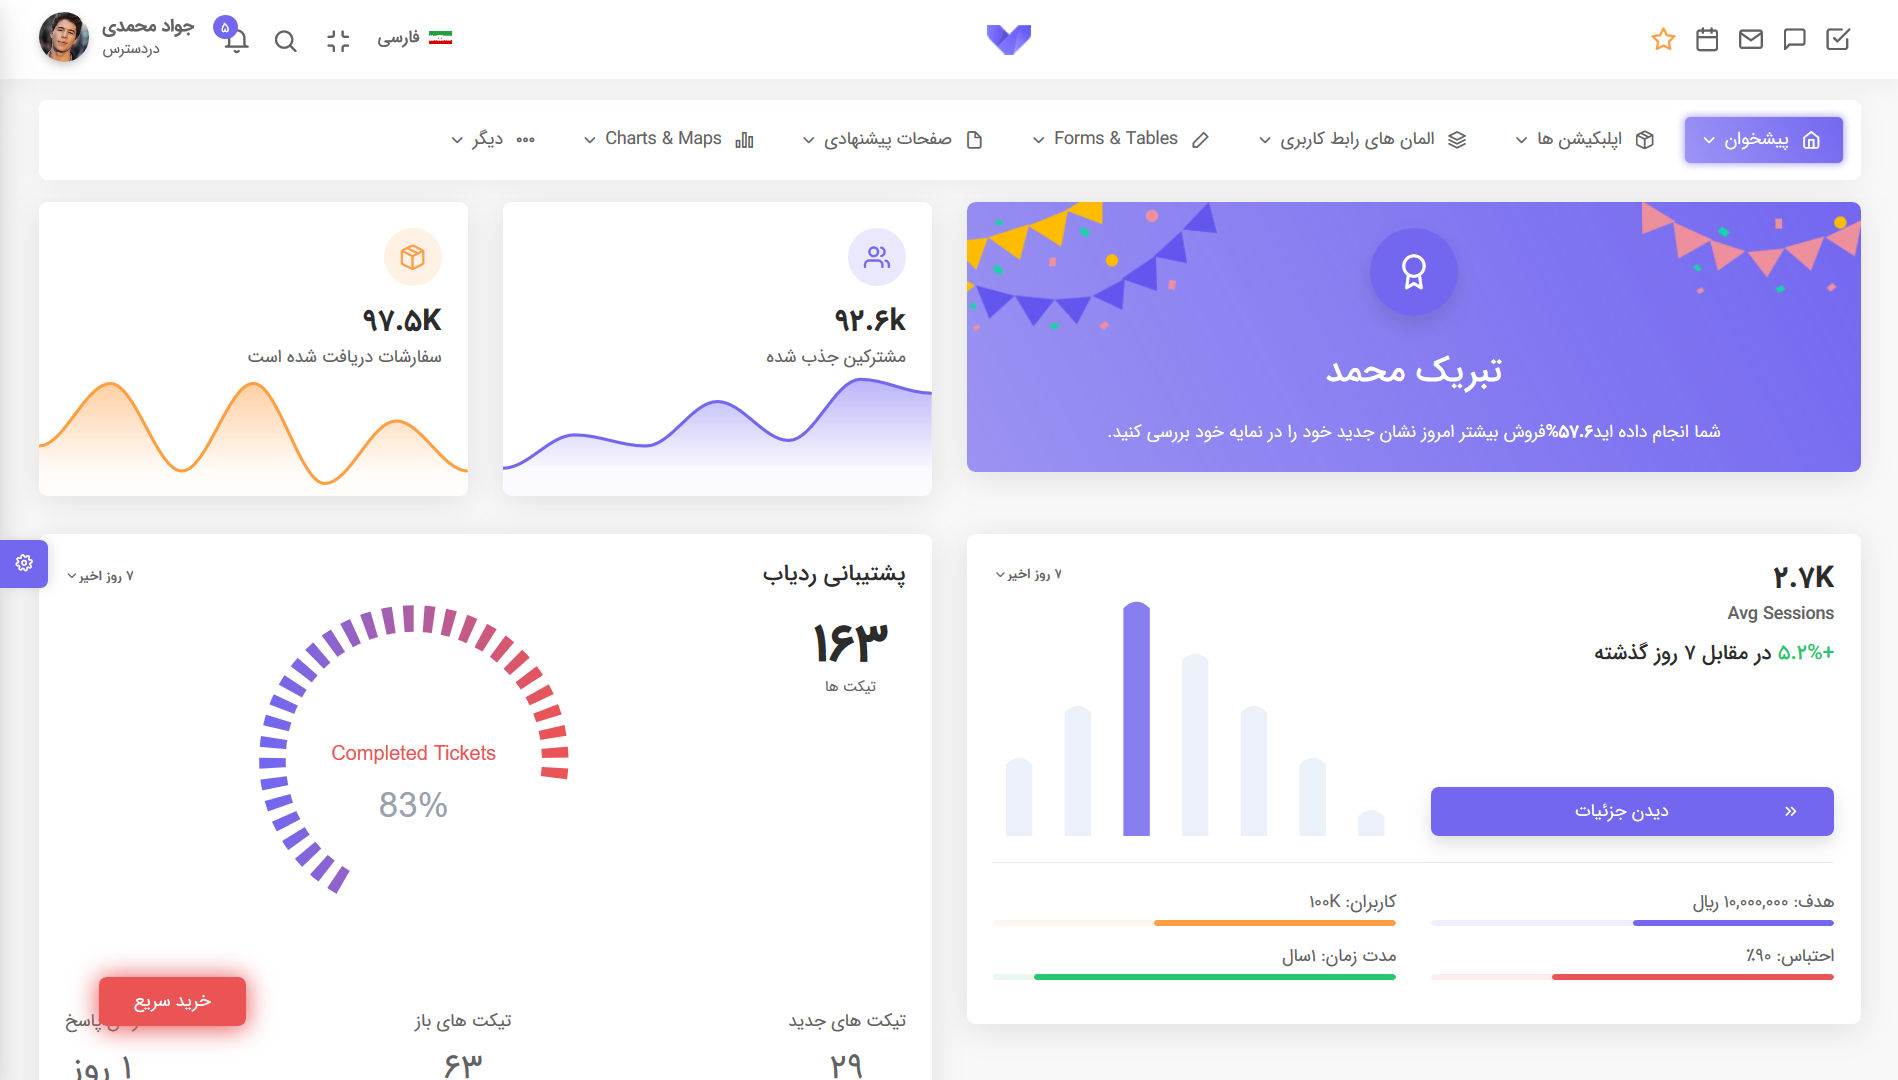 فارسی
۵
جواد محمدی
دردسترس
پیشخوان
اپلیکیشن ها
المان های رابط کاربری
Forms & Tables
صفحات پیشنهادی
Charts & Maps
دیگر
تبریک محمد
شما انجام داده اید۵۷.۶%فروش بیشتر امروز نشان جدید خود را در نمایه خود بررسی کنید.
۹۲.۶k
مشترکین جذب شده
۹۷.۵K
سفارشات دریافت شده است
۲.۷K
Avg Sessions
+۵.۲% در مقابل ۷ روز گذشته
۷ روز اخیر
دیدن جزئیات
هدف: ۱۰,۰۰۰,۰۰۰ ریال
کاربران: ۱۰۰K
احتباس: ۹۰٪
مدت زمان: ۱سال
پشتیبانی ردیاب
۷ روز اخیر
۱۶۳
تیکت ها
Completed Tickets
83%
تیکت های جدید
۲۹
تیکت های باز
۶۳
پاسخ
۱ روز
خرید سریع